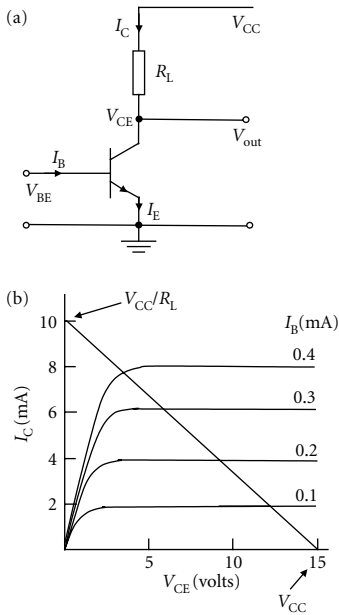 (a)
I_C
V_CC
R_L
V_CE
V_out
I_B
V_BE
I_E
(b)
V_CC/R_L
I_B(mA)
10
8
6
4
2
I_C (mA)
0.4
0.3
0.2
0.1
5
10
15
V_CE(volts)
V_CC